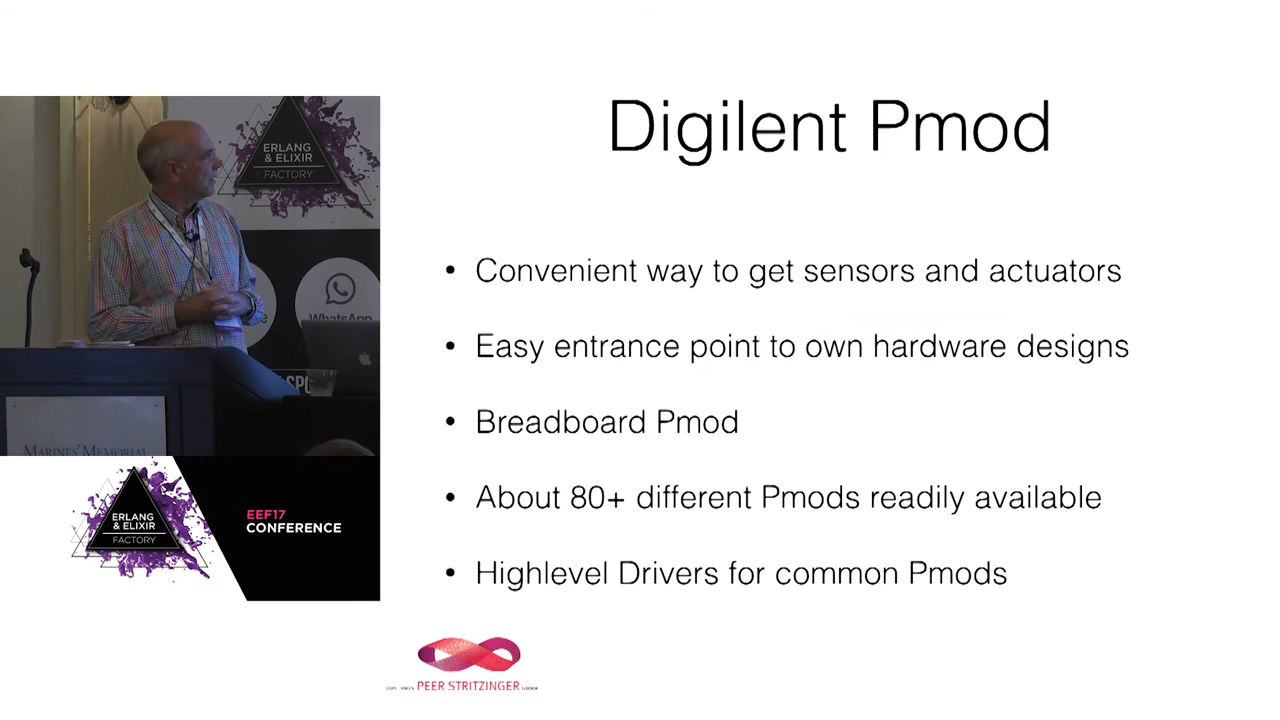 Digilent Pmod
• Convenient way to get sensors and actuators
• Easy entrance point to own hardware designs
• Breadboard Pmod
• About 80+ different Pmods readily available
• Highlevel Drivers for common Pmods
ERLANG
& ELIXIR
FACTORY
WhatsApp
MARINES' MEMORIAL
ERLANG
& ELIXIR
FACTORY
EEF17
CONFERENCE
PEER STRITZINGER